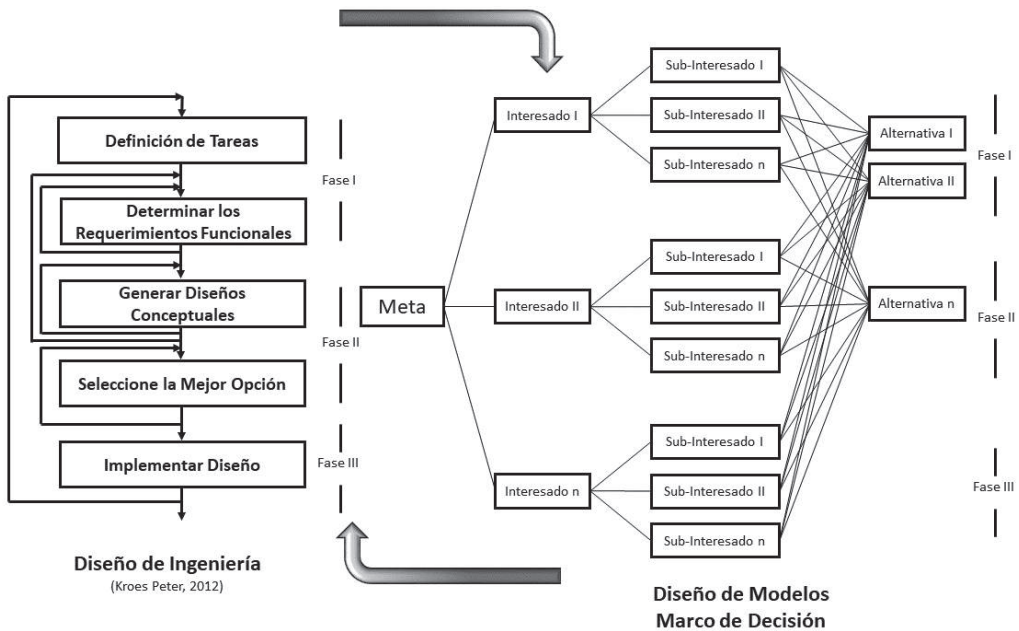 Definición de Tareas
Determinar los
Requerimientos Funcionales
Generar Diseños
Conceptuales
Seleccione la Mejor Opción
Implementar Diseño
Fase I
Fase II
Fase III
Diseño de Ingeniería
(Kroes Peter, 2012)
Meta
Interesado I
Interesado II
Interesado n
Sub-Interesado I
Sub-Interesado II
Sub-Interesado n
Sub-Interesado I
Sub-Interesado II
Sub-Interesado n
Sub-Interesado I
Sub-Interesado II
Sub-Interesado n
Alternativa I
Alternativa II
Alternativa n
Fase I
Fase II
Fase III
Diseño de Modelos
Marco de Decisión